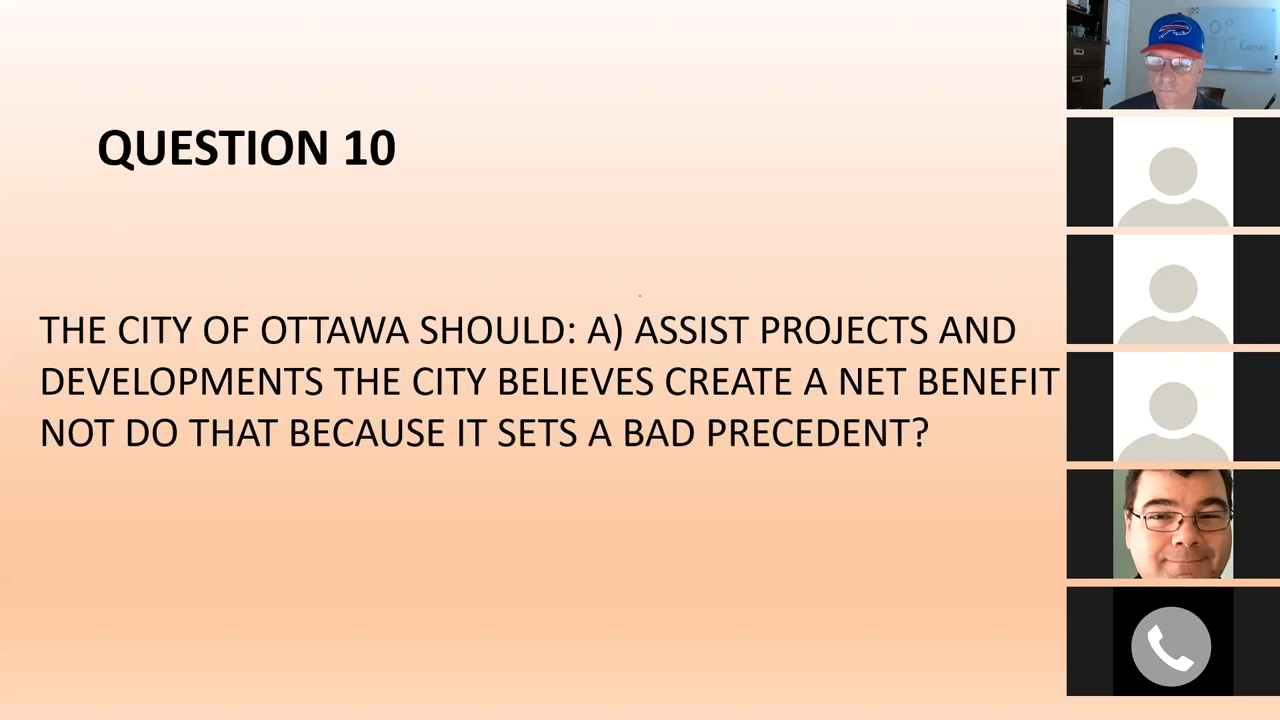 QUESTION 10
THE CITY OF OTTAWA SHOULD: A) ASSIST PROJECTS AND
DEVELOPMENTS THE CITY BELIEVES CREATE A NET BENEFIT
NOT DO THAT BECAUSE IT SETS A BAD PRECEDENT?
OP